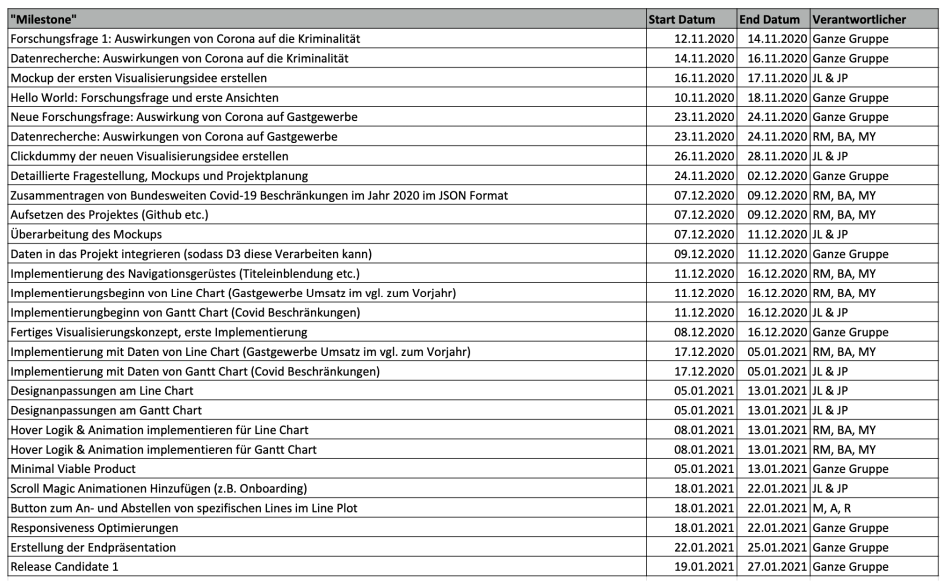 "Milestone" Start Datum End Datum Verantwortlicher
Forschungsfrage 1: Auswirkungen von Corona auf die Kriminalität 12.11.2020 14.11.2020 Ganze Gruppe
Datenrecherche: Auswirkungen von Corona auf die Kriminalität 14.11.2020 16.11.2020 Ganze Gruppe
Mockup der ersten Visualisierungsidee erstellen 16.11.2020 17.11.2020 JL & JP
Hello World: Forschungsfrage und erste Ansichten 10.11.2020 18.11.2020 Ganze Gruppe
Neue Forschungsfrage: Auswirkung von Corona auf Gastgewerbe 23.11.2020 24.11.2020 Ganze Gruppe
Datenrecherche: Auswirkungen von Corona auf Gastgewerbe 23.11.2020 24.11.2020 RM, BA, MY
Clickdummy der neuen Visualisierungsidee erstellen 26.11.2020 28.11.2020 JL & JP
Detaillierte Fragestellung, Mockups und Projektplanung 24.11.2020 02.12.2020 Ganze Gruppe
Zusammentragen von Bundesweiten Covid-19 Beschränkungen im Jahr 2020 im JSON Format 07.12.2020 09.12.2020 RM, BA, MY
Aufsetzen des Projektes (Github etc.) 07.12.2020 09.12.2020 RM, BA, MY
Überarbeitung des Mockups 07.12.2020 11.12.2020 JL & JP
Daten in das Projekt integrieren (sodass D3 diese Verarbeiten kann) 09.12.2020 11.12.2020 Ganze Gruppe
Implementierung des Navigationsgerüstes (Titeleinblendung etc.) 11.12.2020 16.12.2020 RM, BA, MY
Implementierungsbeginn von Line Chart (Gastgewerbe Umsatz im vgl. zum Vorjahr) 11.12.2020 16.12.2020 RM, BA, MY
Implementierungbeginn von Gantt Chart (Covid Beschränkungen) 11.12.2020 16.12.2020 JL & JP
Fertiges Visualisierungskonzept, erste Implementierung 08.12.2020 16.12.2020 Ganze Gruppe
Implementierung mit Daten von Line Chart (Gastgewerbe Umsatz im vgl. zum Vorjahr) 17.12.2020 05.01.2021 RM, BA, MY
Implementierung mit Daten von Gantt Chart (Covid Beschränkungen) 17.12.2020 05.01.2021 JL & JP
Designanpassungen am Line Chart 05.01.2021 13.01.2021 JL & JP
Designanpassungen am Gantt Chart 05.01.2021 13.01.2021 JL & JP
Hover Logik & Animation implementieren für Line Chart 08.01.2021 13.01.2021 RM, BA, MY
Hover Logik & Animation implementieren für Gantt Chart 08.01.2021 13.01.2021 RM, BA, MY
Minimal Viable Product 05.01.2021 13.01.2021 Ganze Gruppe
Scroll Magic Animationen Hinzufügen (z.B. Onboarding) 18.01.2021 22.01.2021 JL & JP
Button zum An- und Abstellen von spezifischen Lines im Line Plot 18.01.2021 22.01.2021 M, A, R
Responsiveness Optimierungen 18.01.2021 22.01.2021 Ganze Gruppe
Erstellung der Endpräsentation 22.01.2021 25.01.2021 Ganze Gruppe
Release Candidate 1 19.01.2021 27.01.2021 Ganze Gruppe